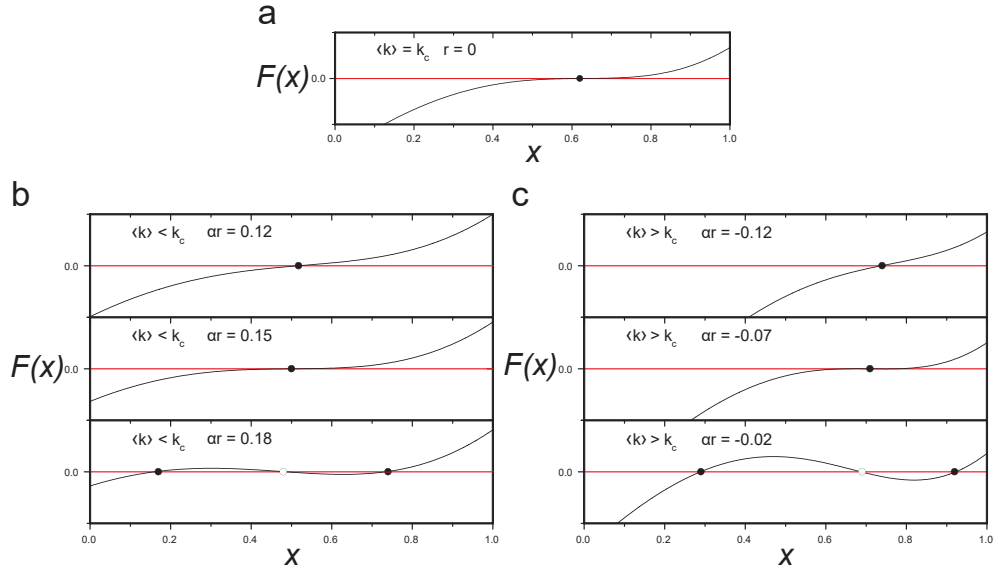 a
⟨k⟩ = k_c r = 0
F(x)
0.0
0.0 0.2 0.4 0.6 0.8 1.0
x
b
⟨k⟩ < k_c αr = 0.12
0.0
⟨k⟩ < k_c αr = 0.15
F(x)
0.0
⟨k⟩ < k_c αr = 0.18
0.0
0.0 0.2 0.4 0.6 0.8 1.0
x
c
⟨k⟩ > k_c αr = -0.12
0.0
⟨k⟩ > k_c αr = -0.07
F(x)
0.0
⟨k⟩ > k_c αr = -0.02
0.0
0.0 0.2 0.4 0.6 0.8 1.0
x